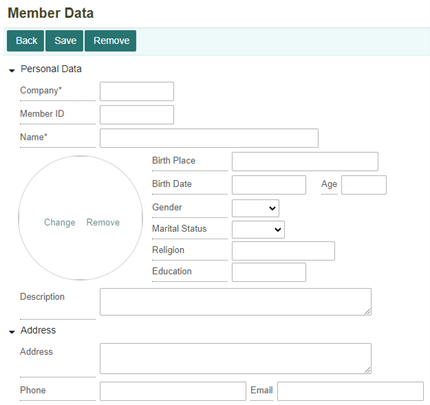 Member Data
Back Save Remove
Personal Data
Company*
Member ID
Name*
Birth Place
Birth Date Age
Change Remove
Gender
Marital Status
Religion
Education
Description
Address
Address
Phone Email